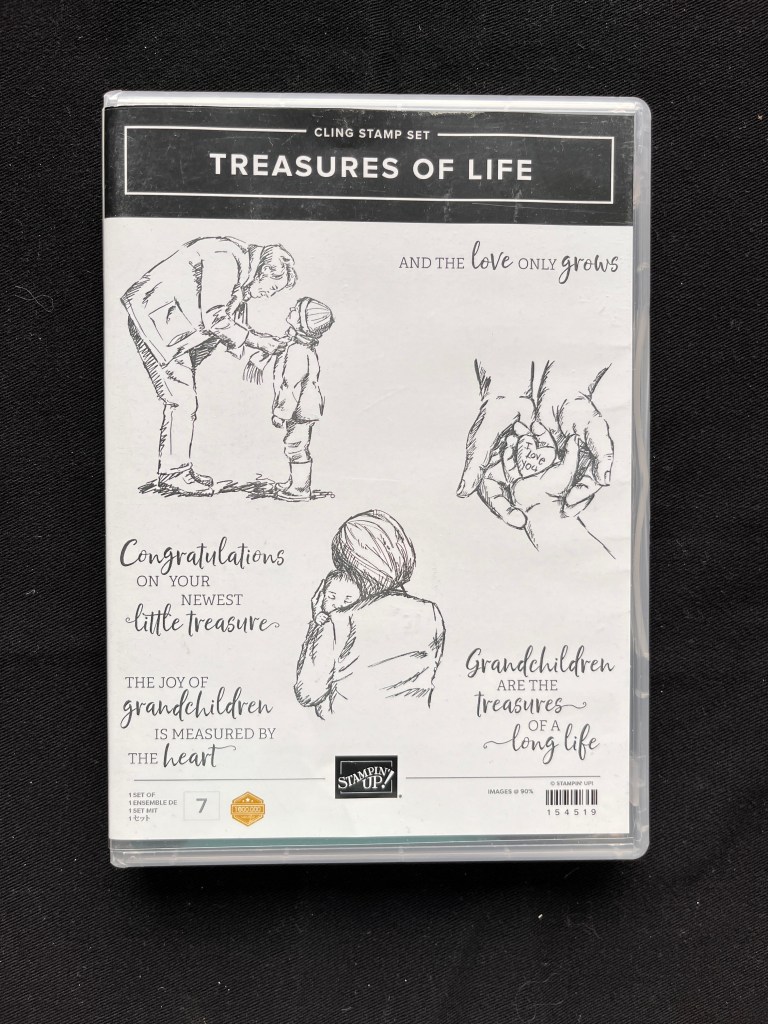 CLING STAMP SET
TREASURES OF LIFE
AND THE love ONLY grows
I
Love
You
Congratulations
ON YOUR
NEWEST
little treasure
THE JOY OF
grandchildren
IS MEASURED BY
THE heart
Grandchildren
ARE THE
treasures
OF A
long life
STAMPIN'
UP!®
1 SET OF
1 ENSEMBLE DE
1 SET MIT
1 セット
7
IMAGES @ 90%
© STAMPIN' UP!
154519